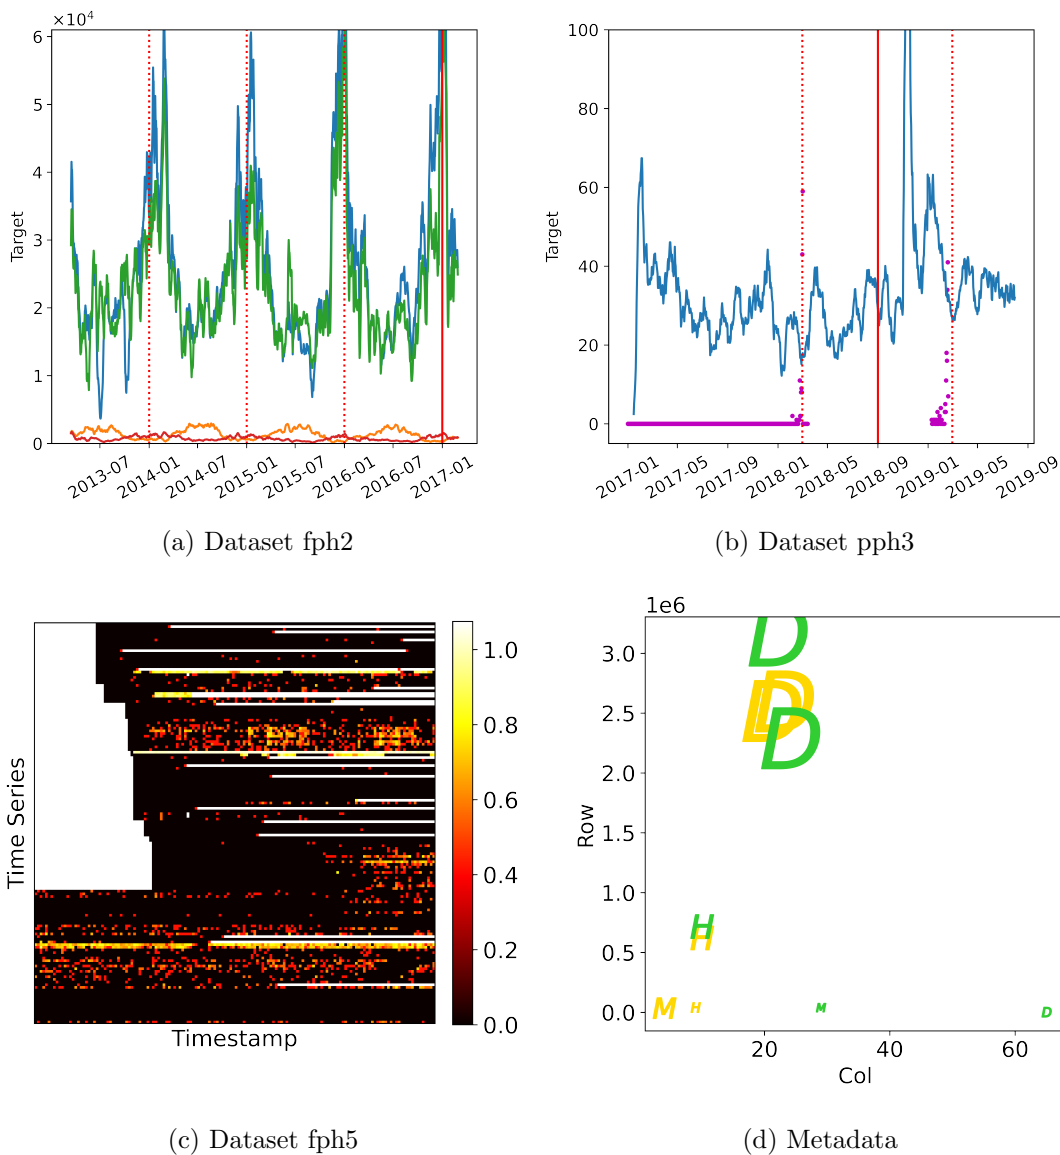 ×10⁴
6
5
4
3
2
1
0
Target
2013-07
2014-01
2014-07
2015-01
2015-07
2016-01
2016-07
2017-01
(a) Dataset fph2
100
80
60
40
20
0
Target
2017-01
2017-05
2017-09
2018-01
2018-05
2018-09
2019-01
2019-05
2019-09
(b) Dataset pph3
Time Series
Timestamp
1.0
0.8
0.6
0.4
0.2
0.0
(c) Dataset fph5
1e6
3.0
2.5
2.0
1.5
1.0
0.5
0.0
Row
D
D
D
D
H
H
M
H
M
D
20
40
60
Col
(d) Metadata